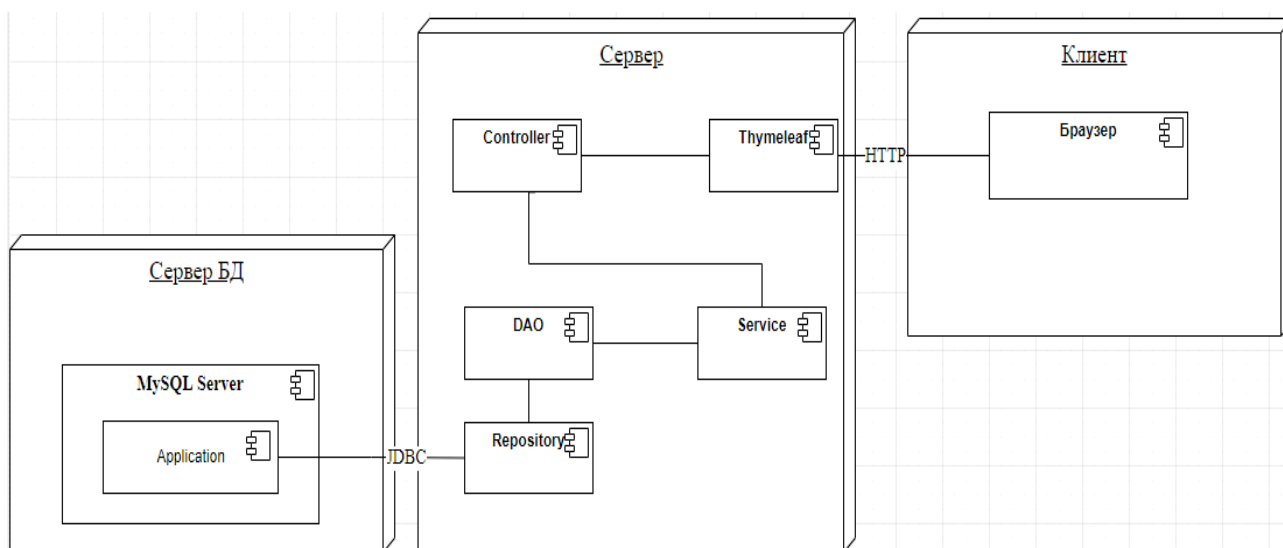 Сервер
Клиент
Controller
Thymeleaf
HTTP
Браузер
Сервер БД
DAO
Service
MySQL Server
Application
JDBC
Repository